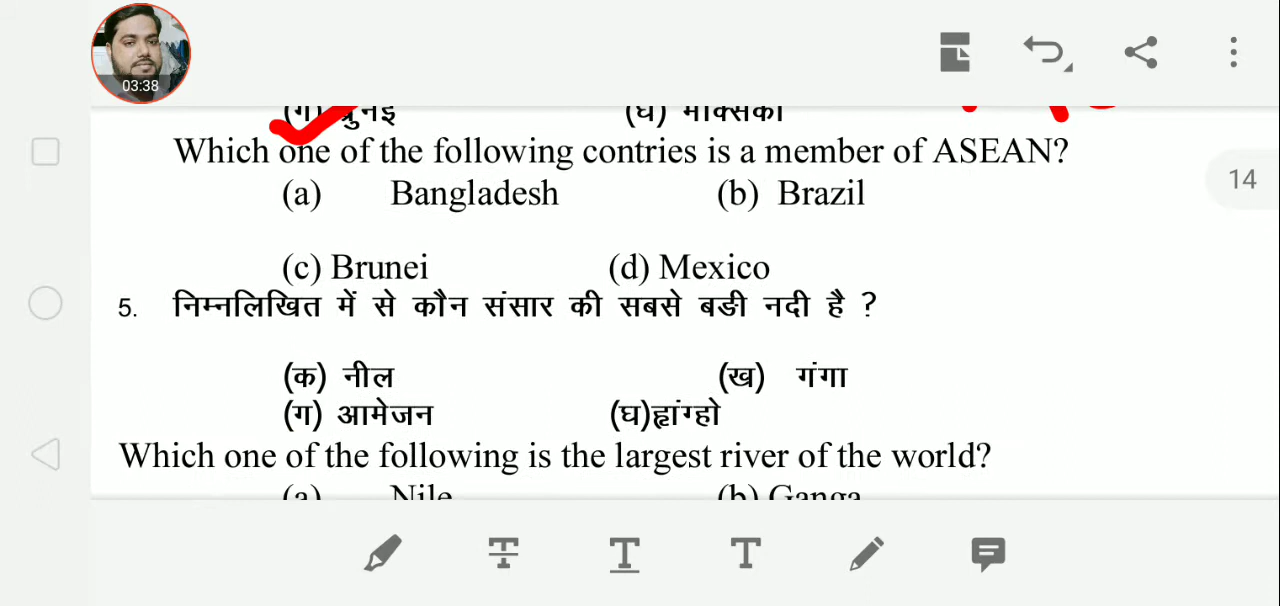 03:38
(ग) ब्रुनेई (घ) मैक्सिको
Which one of the following contries is a member of ASEAN?
14
(a) Bangladesh (b) Brazil
(c) Brunei (d) Mexico
5. निम्नलिखित में से कौन संसार की सबसे बडी नदी है ?
(क) नील (ख) गंगा
(ग) आमेजन (घ)ह्वांग्हो
Which one of the following is the largest river of the world?
(a) Nile (b) Ganga
T T T